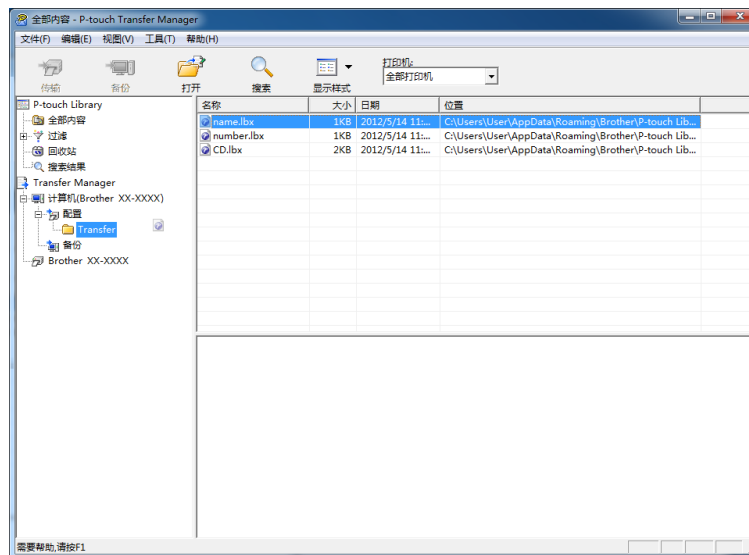 全部内容 - P-touch Transfer Manager
文件(F) 编辑(E) 视图(V) 工具(T) 帮助(H)
传输 备份 打开 搜索 显示样式 打印机: 全部打印机
P-touch Library
全部内容
过滤
回收站
搜索结果
Transfer Manager
计算机(Brother XX-XXXX)
配置
Transfer
备份
Brother XX-XXXX
名称 大小 日期 位置
name.lbx 1KB 2012/5/14 11:... C:\Users\User\AppData\Roaming\Brother\P-touch Lib...
number.lbx 1KB 2012/5/14 11:... C:\Users\User\AppData\Roaming\Brother\P-touch Lib...
CD.lbx 2KB 2012/5/14 11:... C:\Users\User\AppData\Roaming\Brother\P-touch Lib...
需要帮助,请按F1